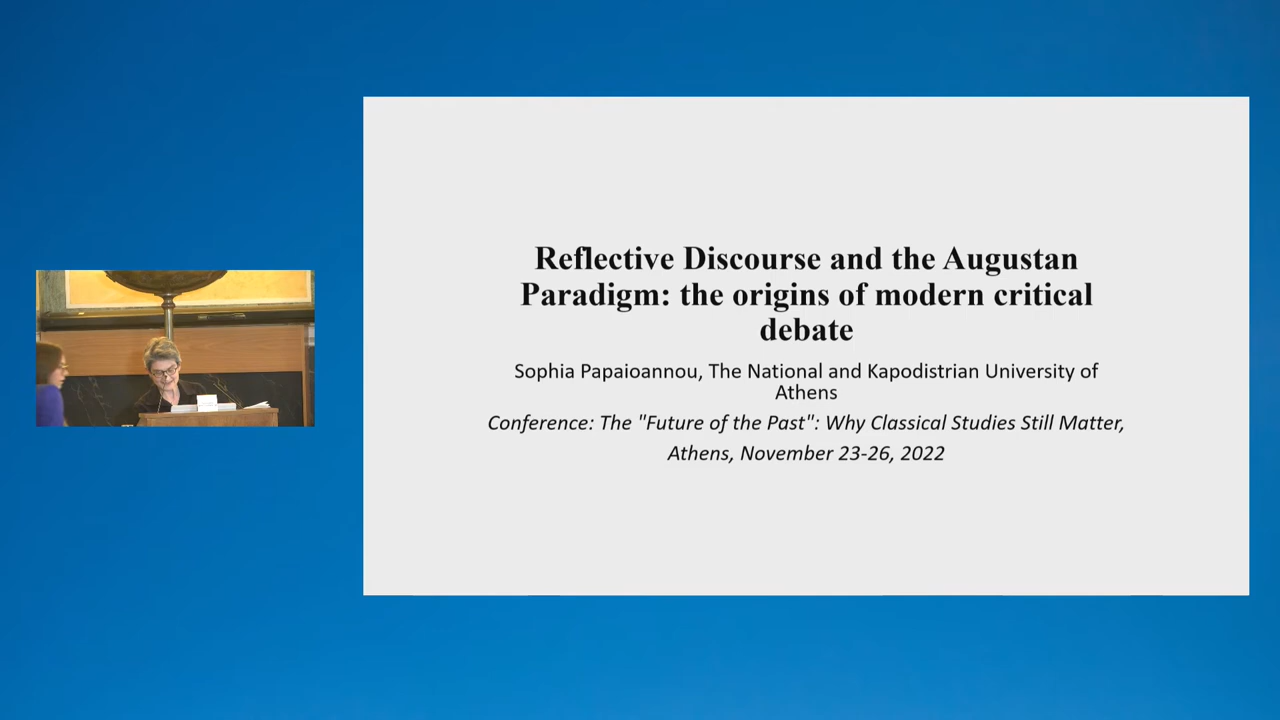 Reflective Discourse and the Augustan
Paradigm: the origins of modern critical
debate
Sophia Papaioannou, The National and Kapodistrian University of
Athens
Conference: The "Future of the Past": Why Classical Studies Still Matter,
Athens, November 23-26, 2022